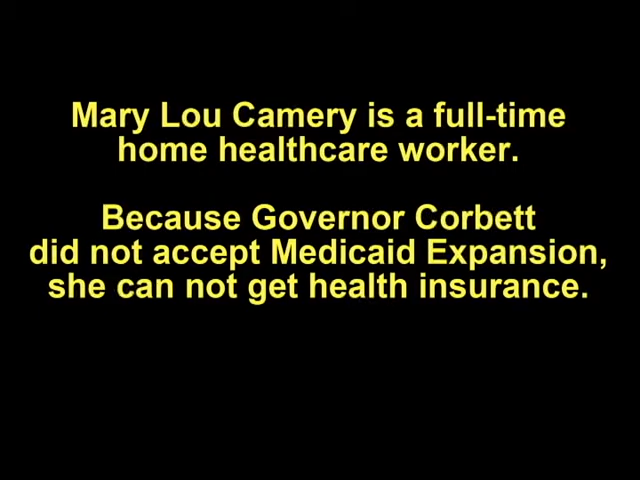 Mary Lou Camery is a full-time
home healthcare worker.
Because Governor Corbett
did not accept Medicaid Expansion,
she can not get health insurance.